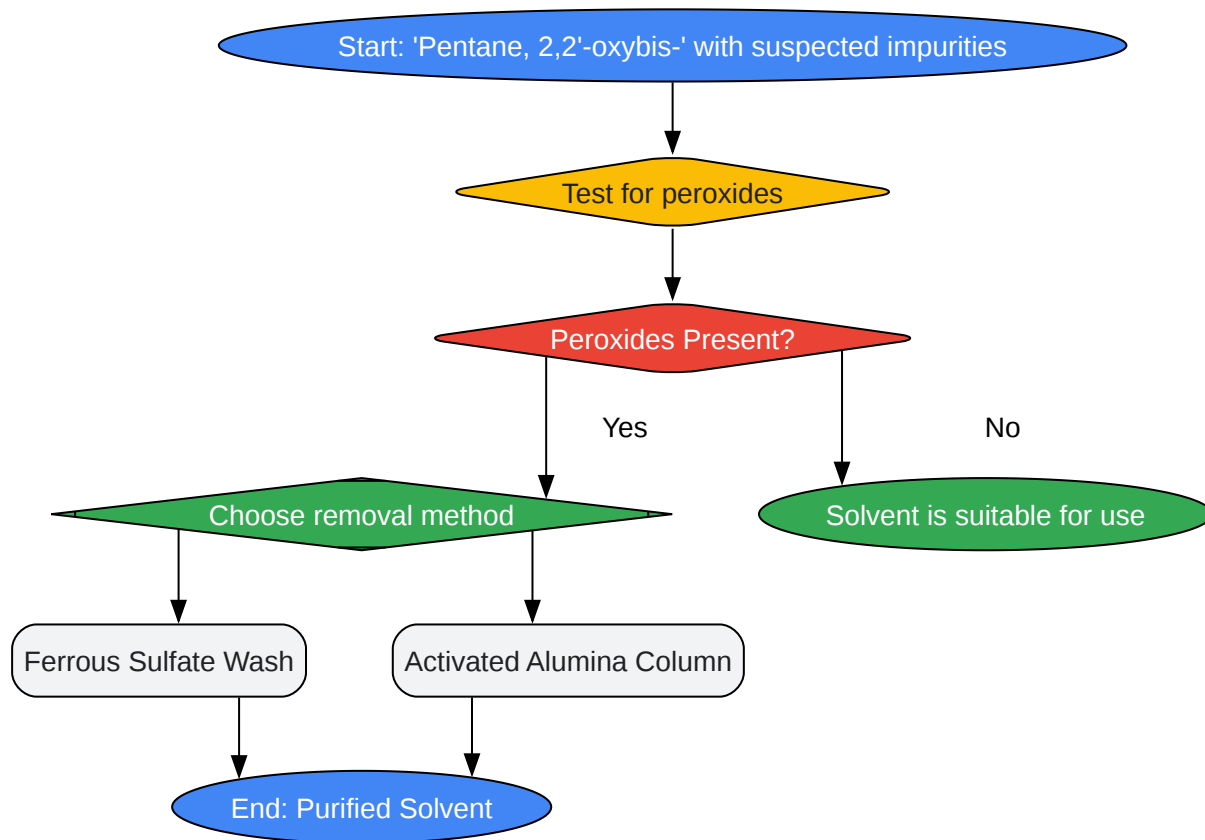 Start: 'Pentane, 2,2'-oxybis-' with suspected impurities
Test for peroxides
Peroxides Present?
Yes
No
Choose removal method
Solvent is suitable for use
Ferrous Sulfate Wash
Activated Alumina Column
End: Purified Solvent